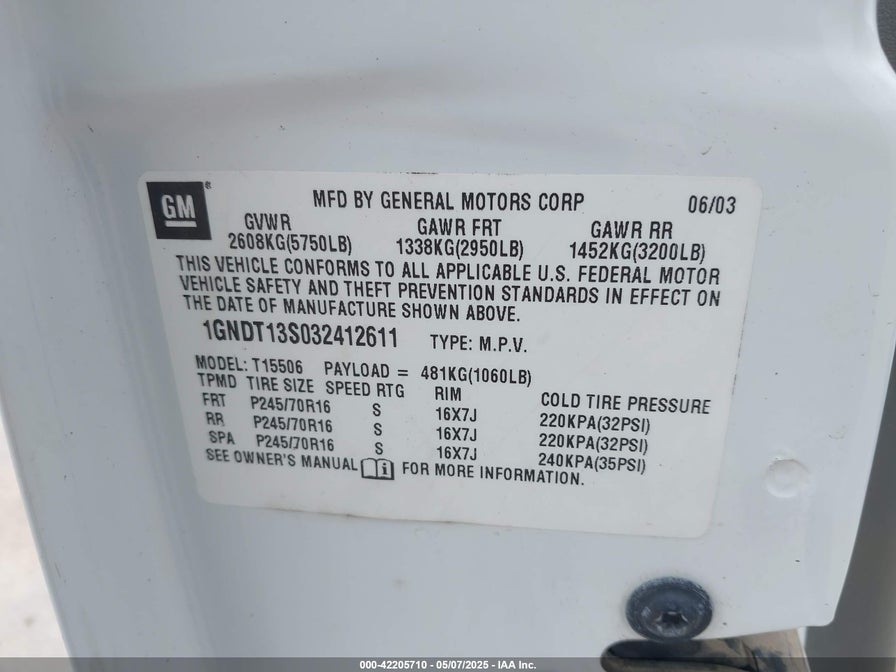 GM® MFD BY GENERAL MOTORS CORP 06/03
GVWR GAWR FRT GAWR RR
2608KG(5750LB) 1338KG(2950LB) 1452KG(3200LB)
THIS VEHICLE CONFORMS TO ALL APPLICABLE U.S. FEDERAL MOTOR
VEHICLE SAFETY AND THEFT PREVENTION STANDARDS IN EFFECT ON
THE DATE OF MANUFACTURE SHOWN ABOVE.
1GNDT13S032412611 TYPE: M.P.V.
MODEL: T15506 PAYLOAD = 481KG(1060LB)
TPMD TIRE SIZE SPEED RTG RIM COLD TIRE PRESSURE
FRT P245/70R16 S 16X7J 220KPA(32PSI)
RR P245/70R16 S 16X7J 220KPA(32PSI)
SPA P245/70R16 S 16X7J 240KPA(35PSI)
SEE OWNER'S MANUAL i FOR MORE INFORMATION.
000-42205710 - 05/07/2025 - IAA Inc.